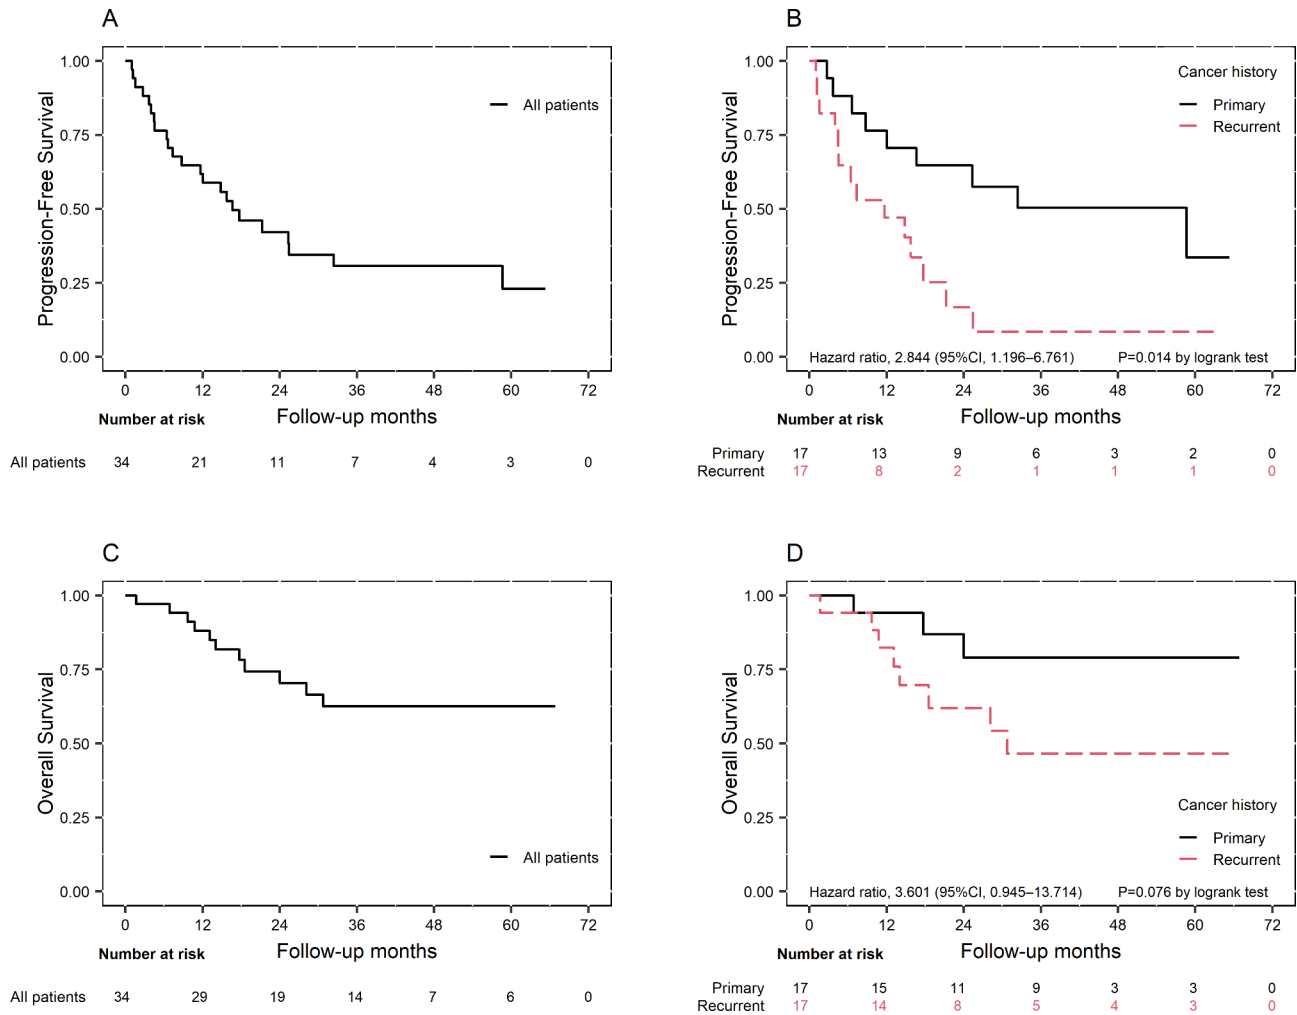 A
Progression-Free Survival
1.00
0.75
0.50
0.25
0.00
All patients
0 12 24 36 48 60 72
Number at risk
Follow-up months
All patients 34 21 11 7 4 3 0
B
Progression-Free Survival
1.00
0.75
0.50
0.25
0.00
Cancer history
Primary
Recurrent
Hazard ratio, 2.844 (95%CI, 1.196–6.761) P=0.014 by logrank test
0 12 24 36 48 60 72
Number at risk
Follow-up months
Primary 17 13 9 6 3 2 0
Recurrent 17 8 2 1 1 1 0
C
Overall Survival
1.00
0.75
0.50
0.25
0.00
All patients
0 12 24 36 48 60 72
Number at risk
Follow-up months
All patients 34 29 19 14 7 6 0
D
Overall Survival
1.00
0.75
0.50
0.25
0.00
Cancer history
Primary
Recurrent
Hazard ratio, 3.601 (95%CI, 0.945–13.714) P=0.076 by logrank test
0 12 24 36 48 60 72
Number at risk
Follow-up months
Primary 17 15 11 9 3 3 0
Recurrent 17 14 8 5 4 3 0